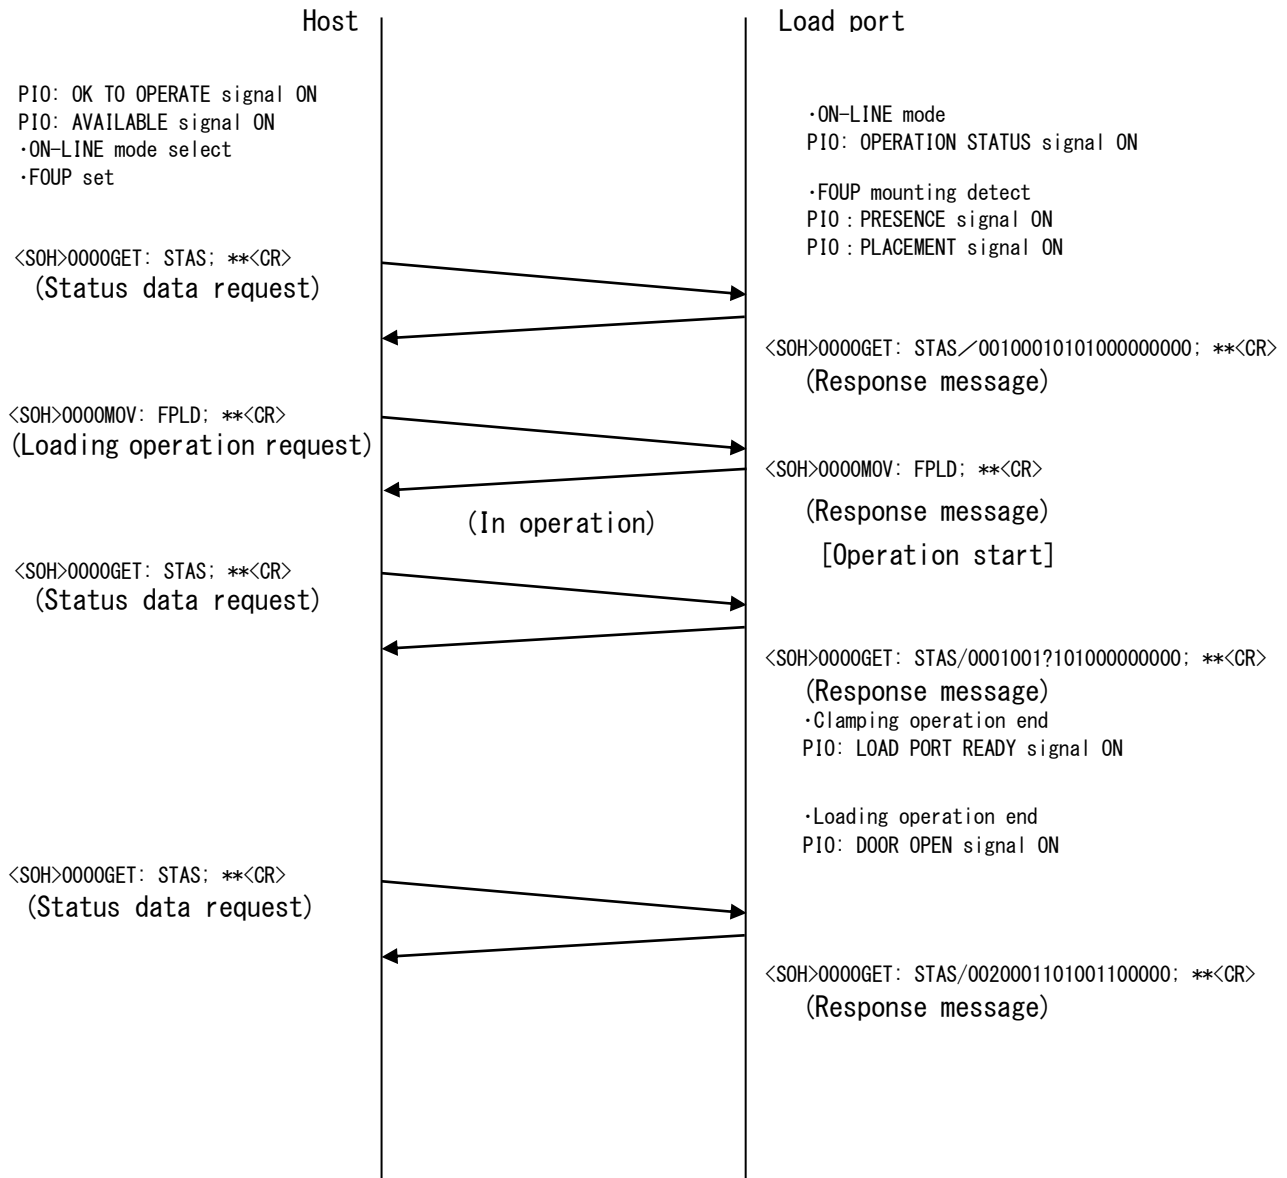 Host
Load port
PIO: OK TO OPERATE signal ON
PIO: AVAILABLE signal ON
・ON-LINE mode select
・FOUP set
・ON-LINE mode
PIO: OPERATION STATUS signal ON
・FOUP mounting detect
PIO : PRESENCE signal ON
PIO : PLACEMENT signal ON
<SOH>0000GET: STAS; **<CR>
(Status data request)
<SOH>0000GET: STAS／00100010101000000000; **<CR>
(Response message)
<SOH>0000MOV: FPLD; **<CR>
(Loading operation request)
<SOH>0000MOV: FPLD; **<CR>
(Response message)
(In operation)
[Operation start]
<SOH>0000GET: STAS; **<CR>
(Status data request)
<SOH>0000GET: STAS/0001001?101000000000; **<CR>
(Response message)
・Clamping operation end
PIO: LOAD PORT READY signal ON
・Loading operation end
PIO: DOOR OPEN signal ON
<SOH>0000GET: STAS; **<CR>
(Status data request)
<SOH>0000GET: STAS/0020001101001100000; **<CR>
(Response message)